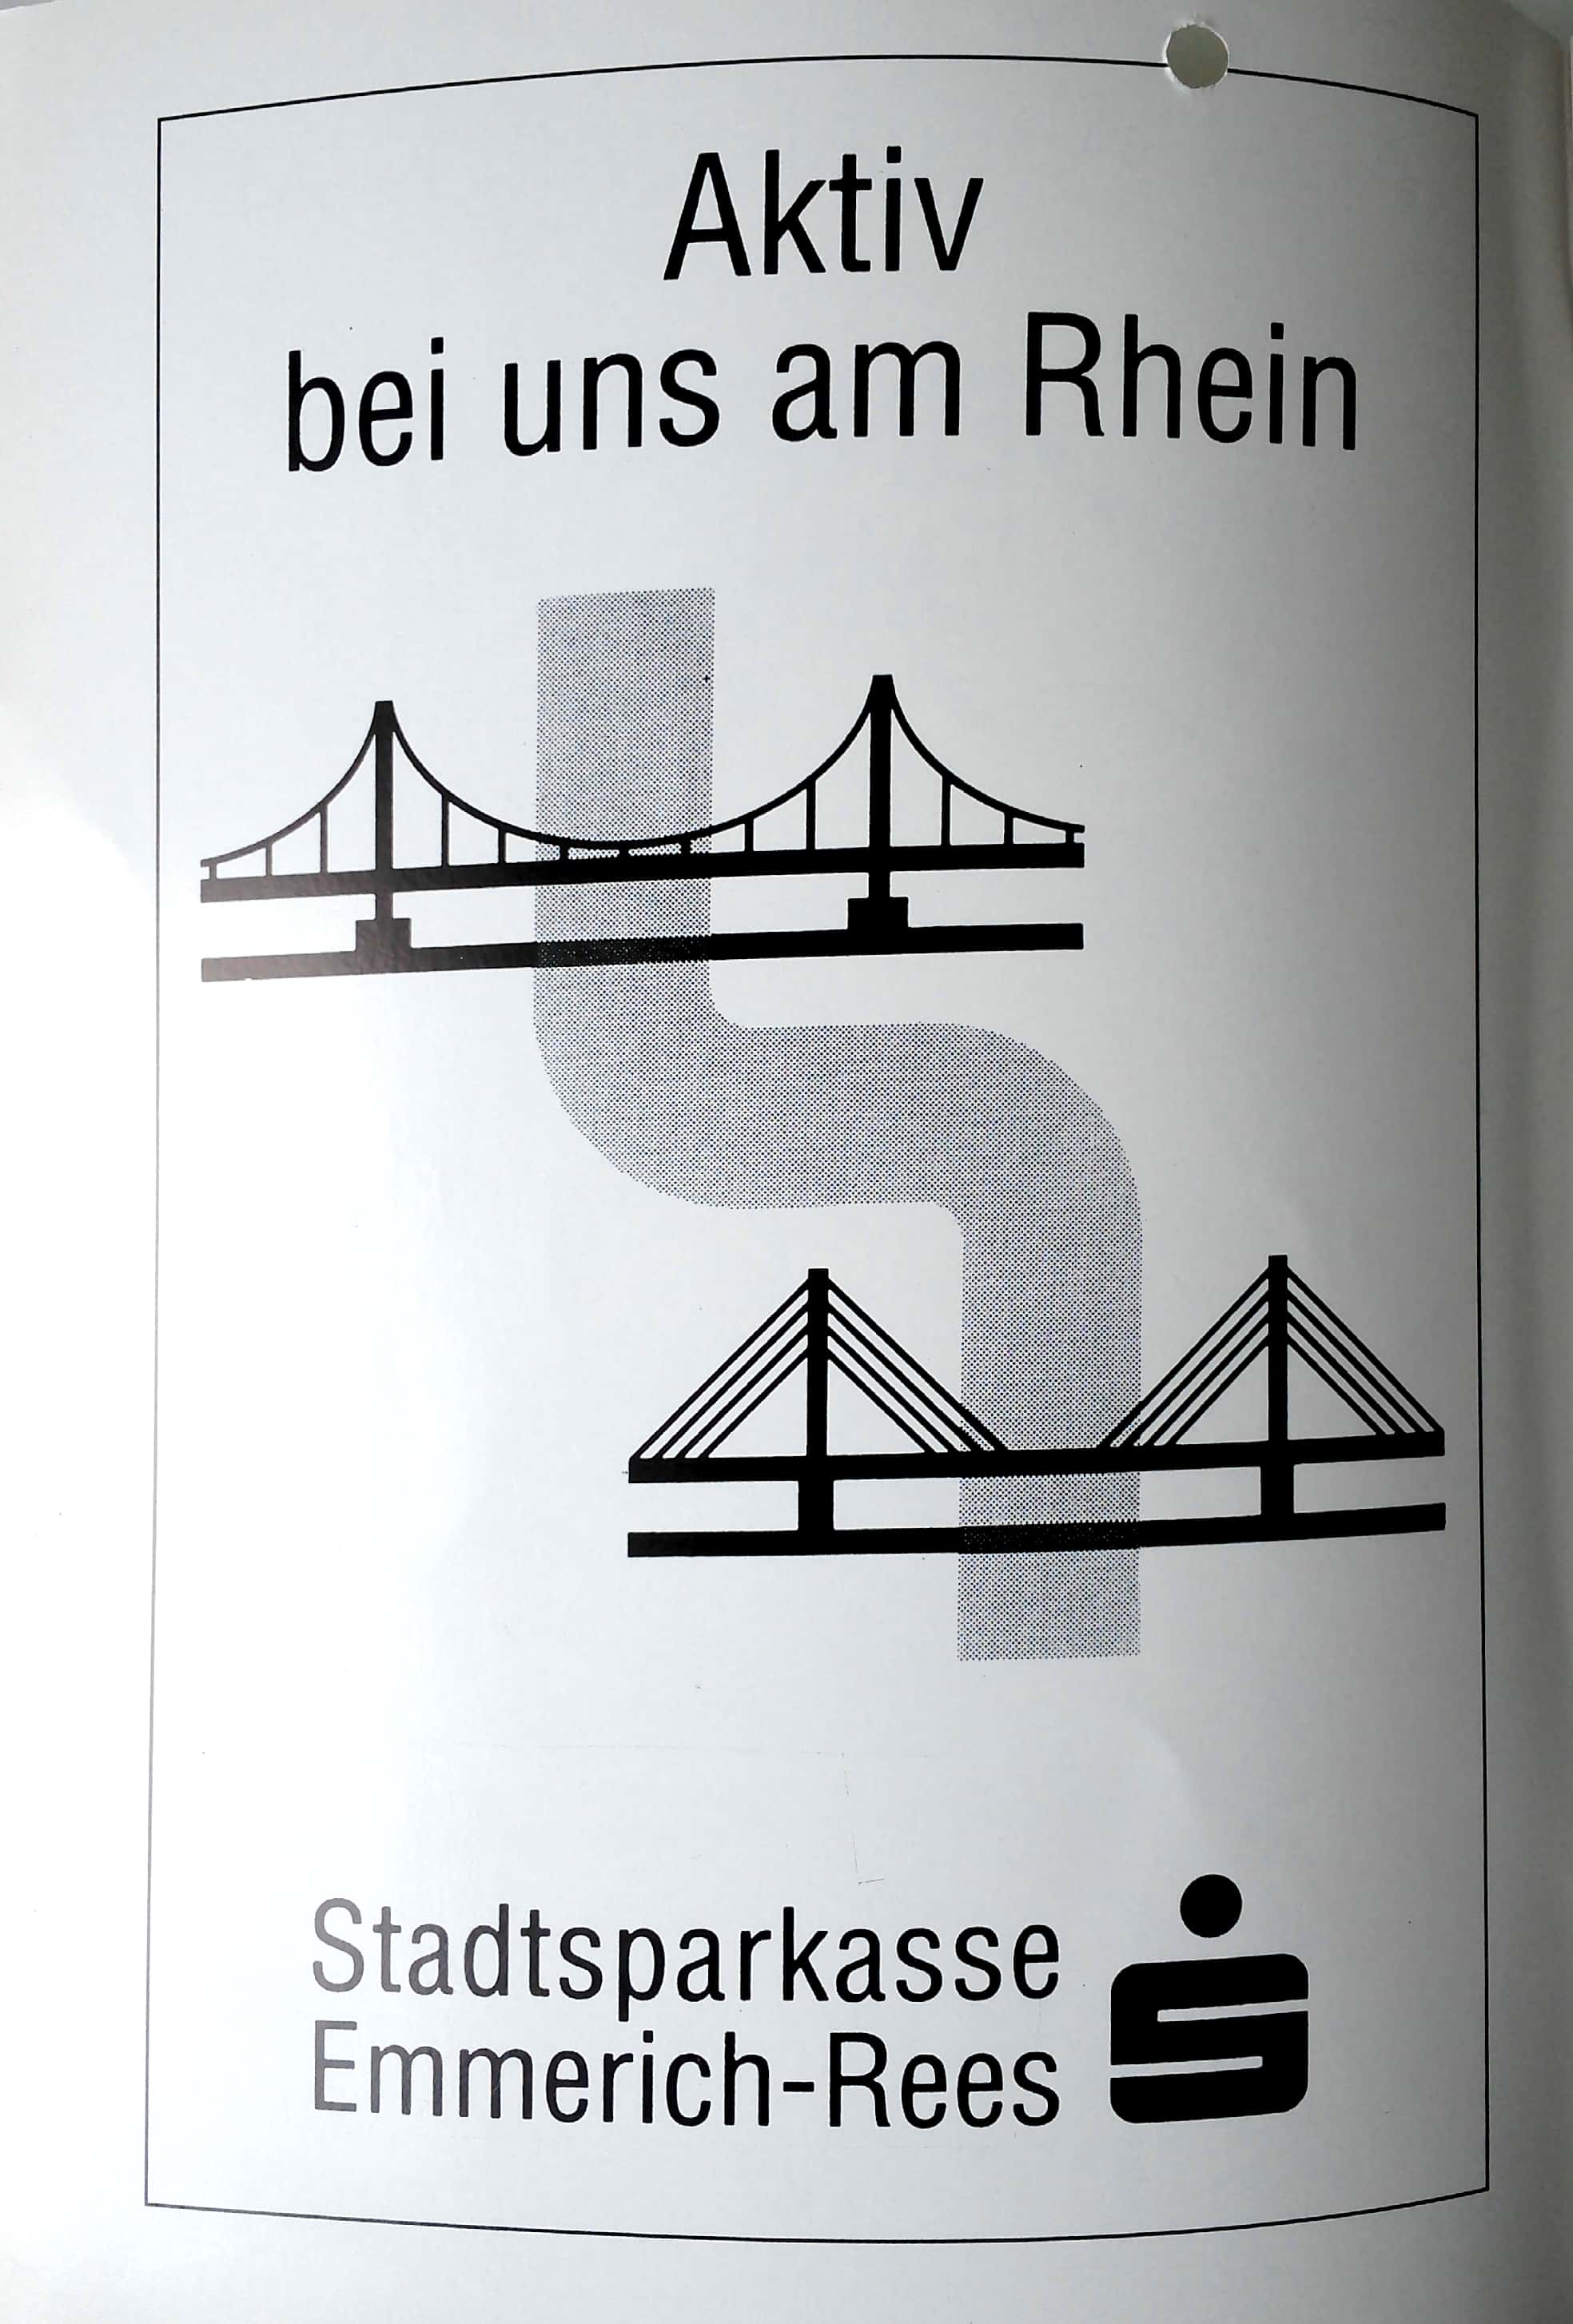 Aktiv
bei uns am Rhein
Stadtsparkasse
Emmerich-Rees